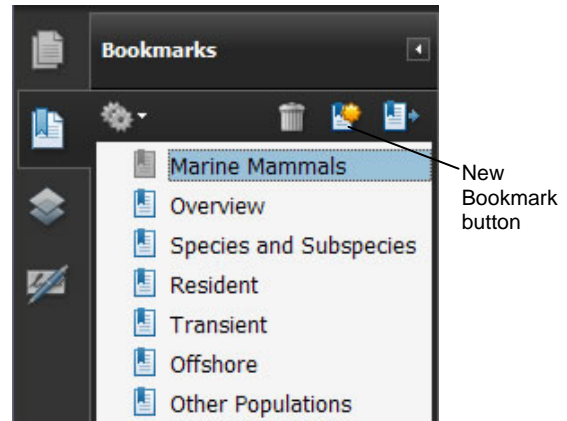 Bookmarks
Marine Mammals
Overview
Species and Subspecies
Resident
Transient
Offshore
Other Populations
New
Bookmark
button